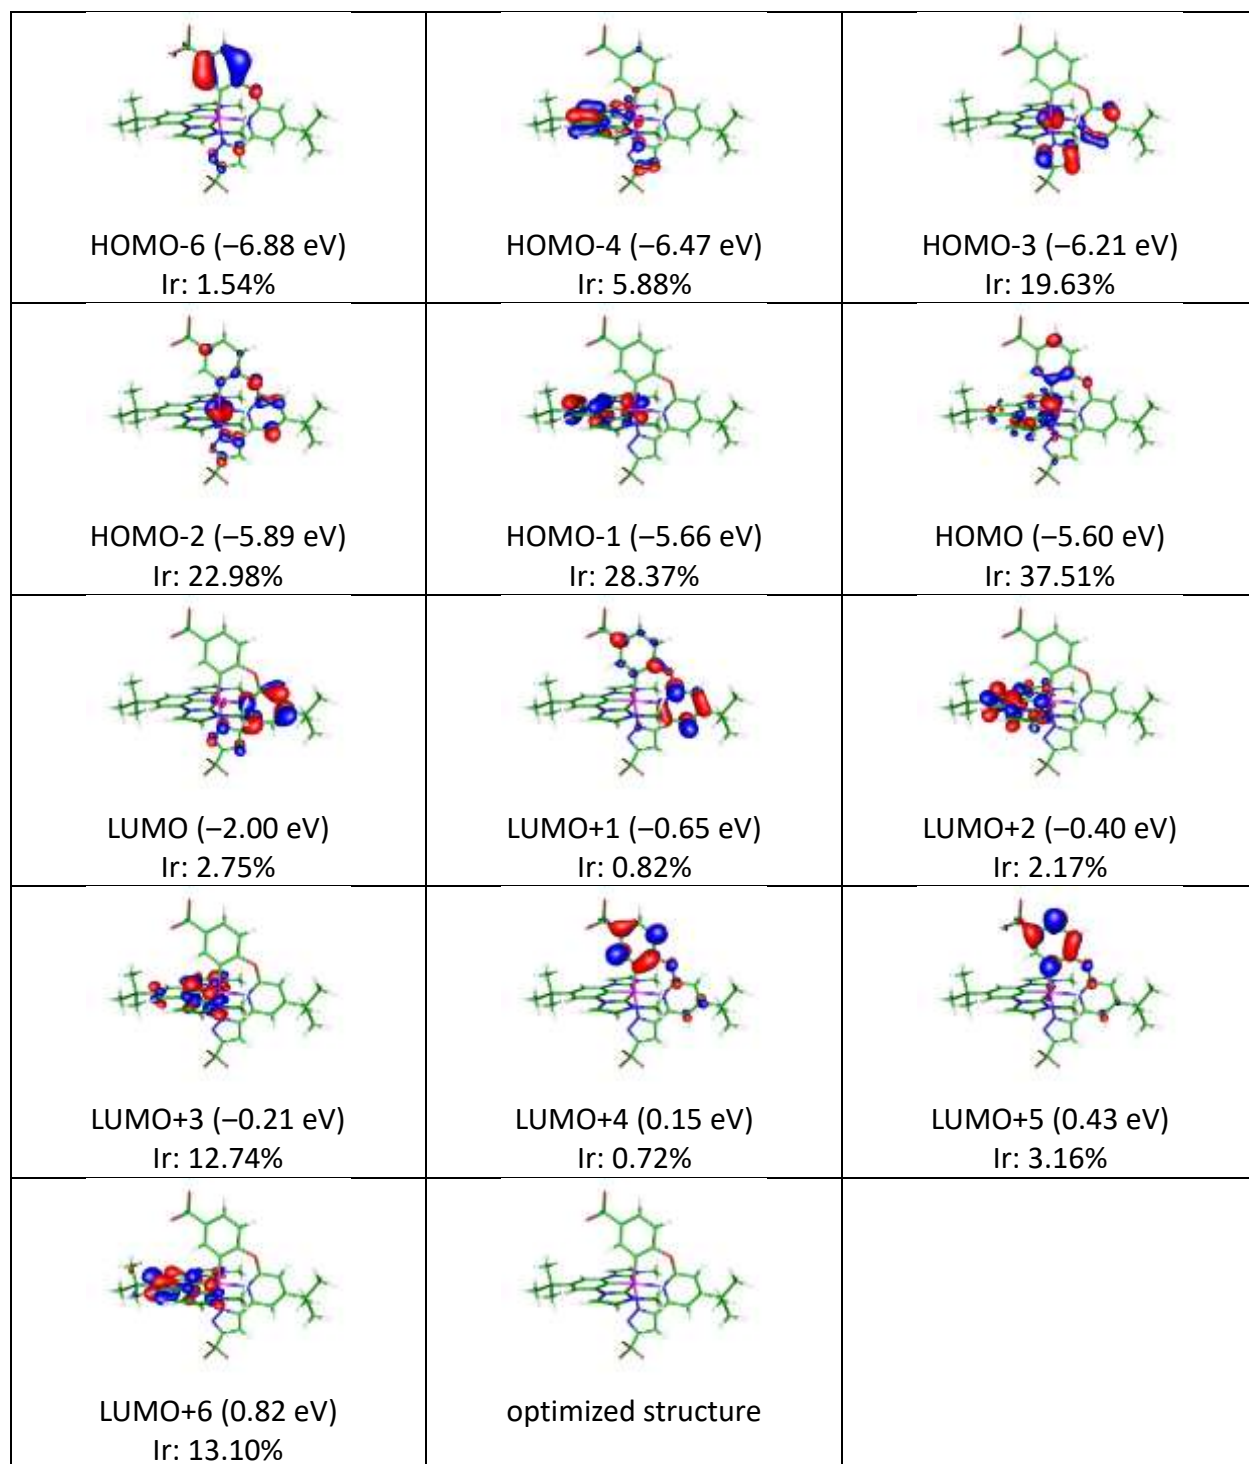 HOMO-6 (–6.88 eV)
Ir: 1.54%
HOMO-4 (–6.47 eV)
Ir: 5.88%
HOMO-3 (–6.21 eV)
Ir: 19.63%
HOMO-2 (–5.89 eV)
Ir: 22.98%
HOMO-1 (–5.66 eV)
Ir: 28.37%
HOMO (–5.60 eV)
Ir: 37.51%
LUMO (–2.00 eV)
Ir: 2.75%
LUMO+1 (–0.65 eV)
Ir: 0.82%
LUMO+2 (–0.40 eV)
Ir: 2.17%
LUMO+3 (–0.21 eV)
Ir: 12.74%
LUMO+4 (0.15 eV)
Ir: 0.72%
LUMO+5 (0.43 eV)
Ir: 3.16%
LUMO+6 (0.82 eV)
Ir: 13.10%
optimized structure